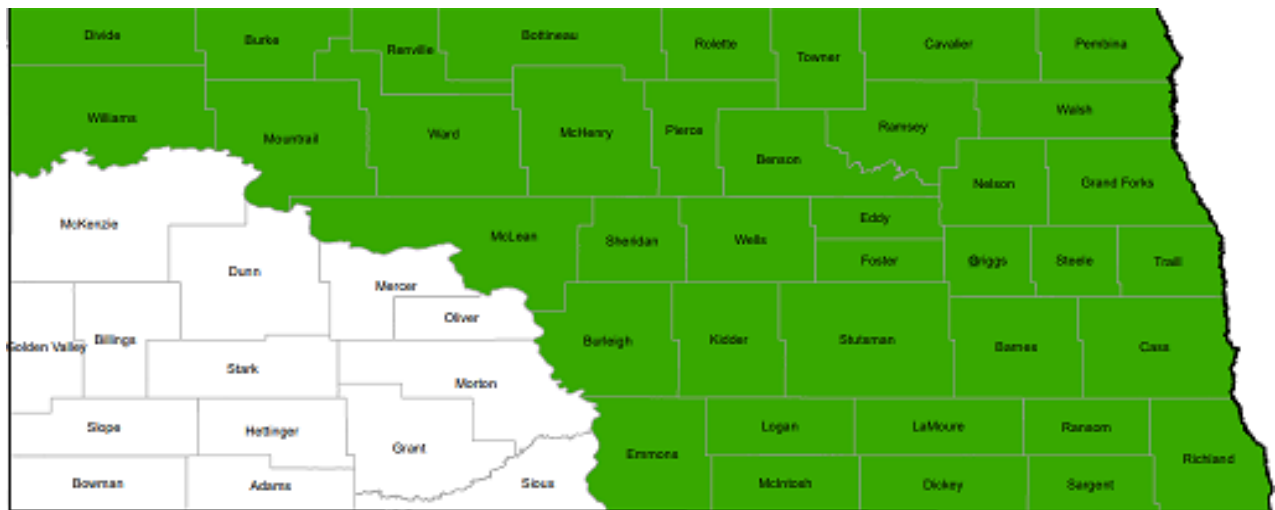 Divide
Burke
Renville
Bottineau
Rolette
Towner
Cavalier
Pembina
Williams
Mountrail
Ward
McHenry
Pierce
Benson
Ramsey
Walsh
Nelson
Grand Forks
McKenzie
Dunn
McLean
Sheridan
Wells
Eddy
Foster
Griggs
Steele
Traill
Mercer
Oliver
Golden Valley
Billings
Stark
Morton
Burleigh
Kidder
Stutsman
Barnes
Cass
Slope
Hettinger
Grant
Emmons
Logan
LaMoure
Ransom
Richland
Bowman
Adams
Sioux
McIntosh
Dickey
Sargent